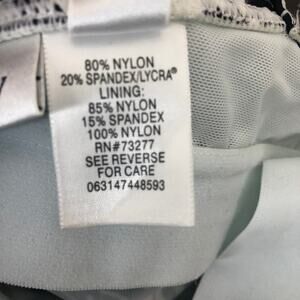 80% NYLON
20% SPANDEX/LYCRA®
LINING:
85% NYLON
15% SPANDEX
100% NYLON
RN#73277
SEE REVERSE
FOR CARE
063147448593